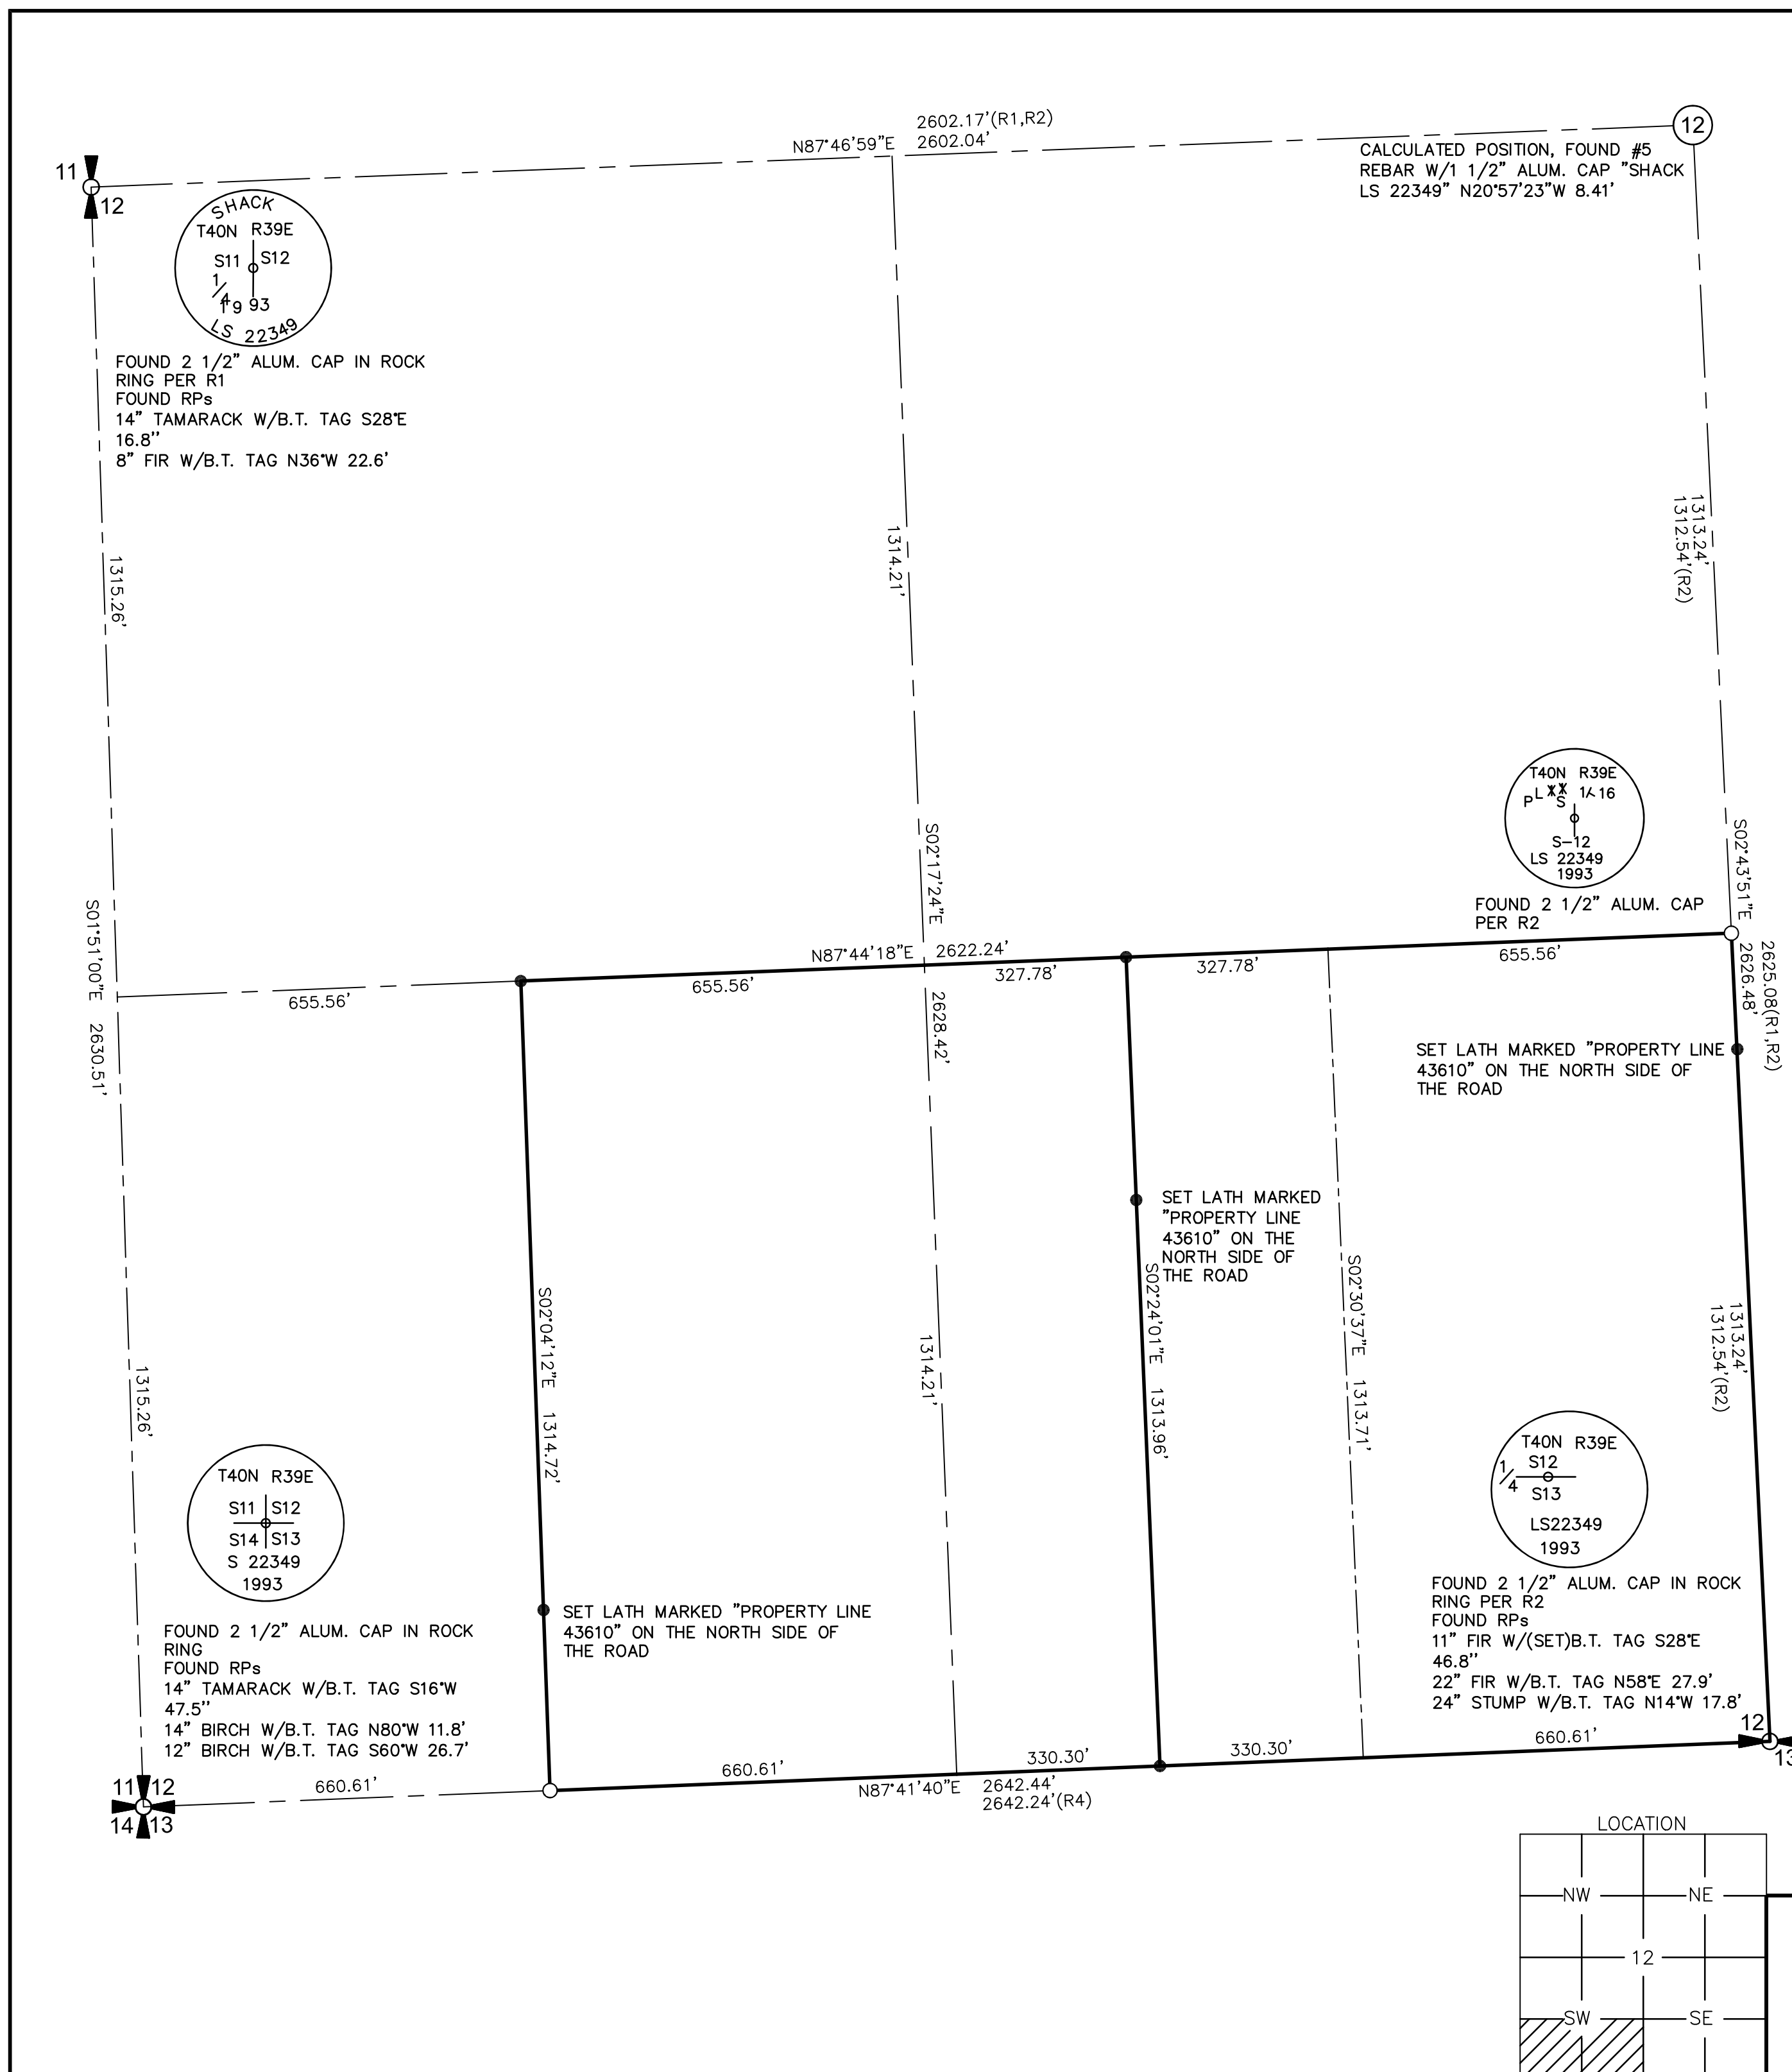 2602.17'(R1,R2)
N87°46'59"E 2602.04'
12
CALCULATED POSITION, FOUND #5
REBAR W/1 1/2" ALUM. CAP "SHACK
LS 22349" N20°57'23"W 8.41'
11
12
SHACK
T40N R39E
S11 S12
1/4
19 93
LS 22349
FOUND 2 1/2" ALUM. CAP IN ROCK
RING PER R1
FOUND RPs
14" TAMARACK W/B.T. TAG S28°E
16.8''
8" FIR W/B.T. TAG N36°W 22.6'
1315.26'
1314.21'
1313.24'
1312.54'(R2)
T40N R39E
P L S 1 16
S-12
LS 22349
1993
FOUND 2 1/2" ALUM. CAP
PER R2
S01°51'00"E 2630.51'
S02°17'24"E 2628.42'
S02°43'51"E 2626.48'
2625.08(R1,R2)
N87°44'18"E 2622.24'
655.56'
655.56'
327.78'
327.78'
655.56'
SET LATH MARKED "PROPERTY LINE
43610" ON THE NORTH SIDE OF
THE ROAD
SET LATH MARKED
"PROPERTY LINE
43610" ON THE
NORTH SIDE OF
THE ROAD
1315.26'
S02°04'12"E 1314.72'
1314.21'
S02°24'01"E 1313.96'
S02°30'37"E 1313.71'
1313.24'
1312.54'(R2)
T40N R39E
S11 S12
S14 S13
S 22349
1993
FOUND 2 1/2" ALUM. CAP IN ROCK
RING
FOUND RPs
14" TAMARACK W/B.T. TAG S16°W
47.5''
14" BIRCH W/B.T. TAG N80°W 11.8'
12" BIRCH W/B.T. TAG S60°W 26.7'
SET LATH MARKED "PROPERTY LINE
43610" ON THE NORTH SIDE OF
THE ROAD
T40N R39E
1/4 S12
S13
LS22349
1993
FOUND 2 1/2" ALUM. CAP IN ROCK
RING PER R2
FOUND RPs
11" FIR W/(SET)B.T. TAG S28°E
46.8''
22" FIR W/B.T. TAG N58°E 27.9'
24" STUMP W/B.T. TAG N14°W 17.8'
12
13
11 12
14 13
660.61'
660.61'
330.30'
330.30'
660.61'
N87°41'40"E 2642.44'
2642.24'(R4)
LOCATION
NW NE
12
SW SE